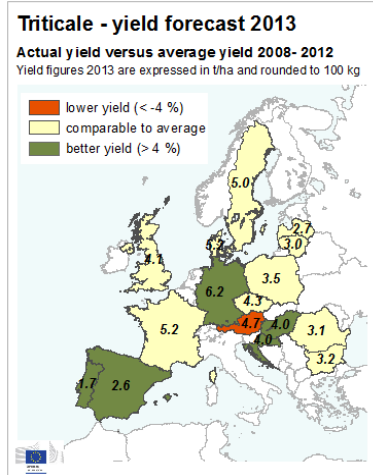 Triticale - yield forecast 2013
Actual yield versus average yield 2008- 2012
Yield figures 2013 are expressed in t/ha and rounded to 100 kg
lower yield (< -4 %)
comparable to average
better yield (> 4 %)
5.0
2.7
3.0
4.1
6.2
3.5
4.3
4.7
4.0
4.0
5.2
3.1
3.2
1.7
2.6